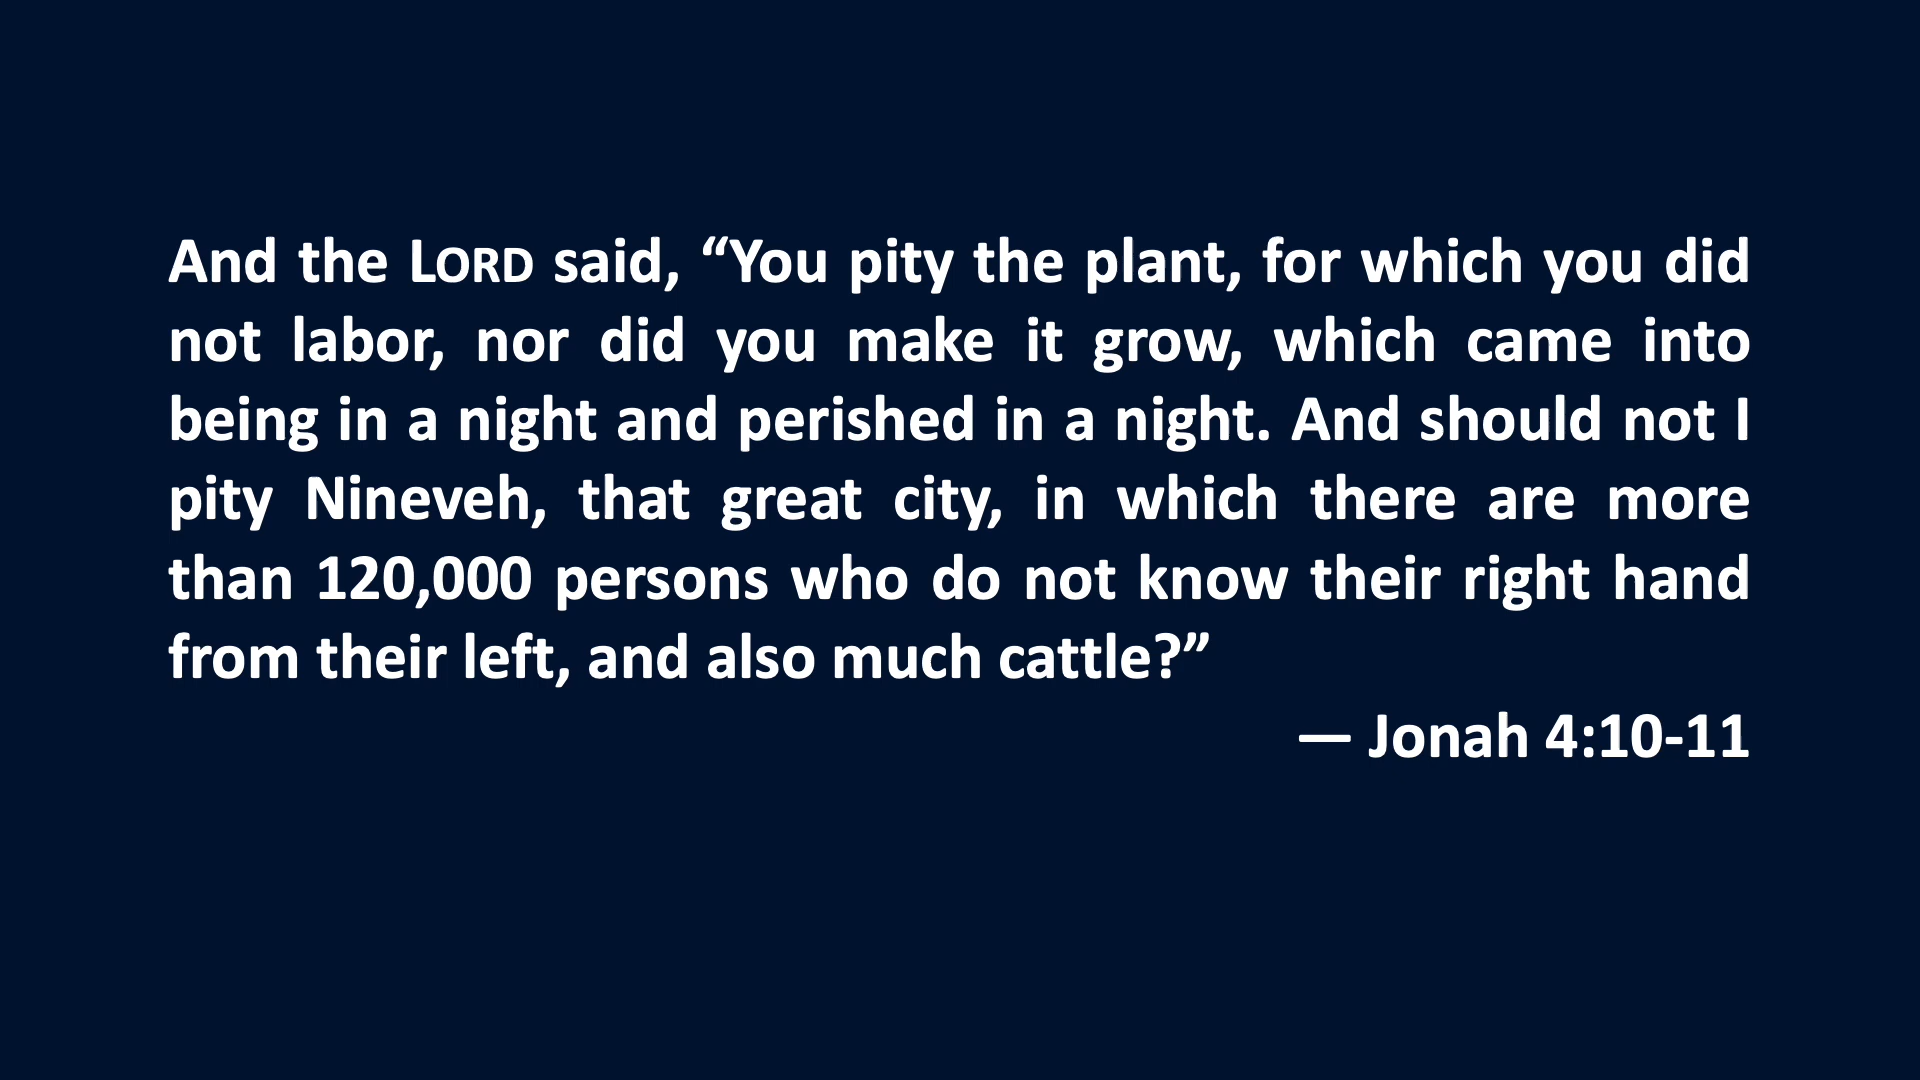 And the LORD said, “You pity the plant, for which you did
not labor, nor did you make it grow, which came into
being in a night and perished in a night. And should not I
pity Nineveh, that great city, in which there are more
than 120,000 persons who do not know their right hand
from their left, and also much cattle?”
— Jonah 4:10-11